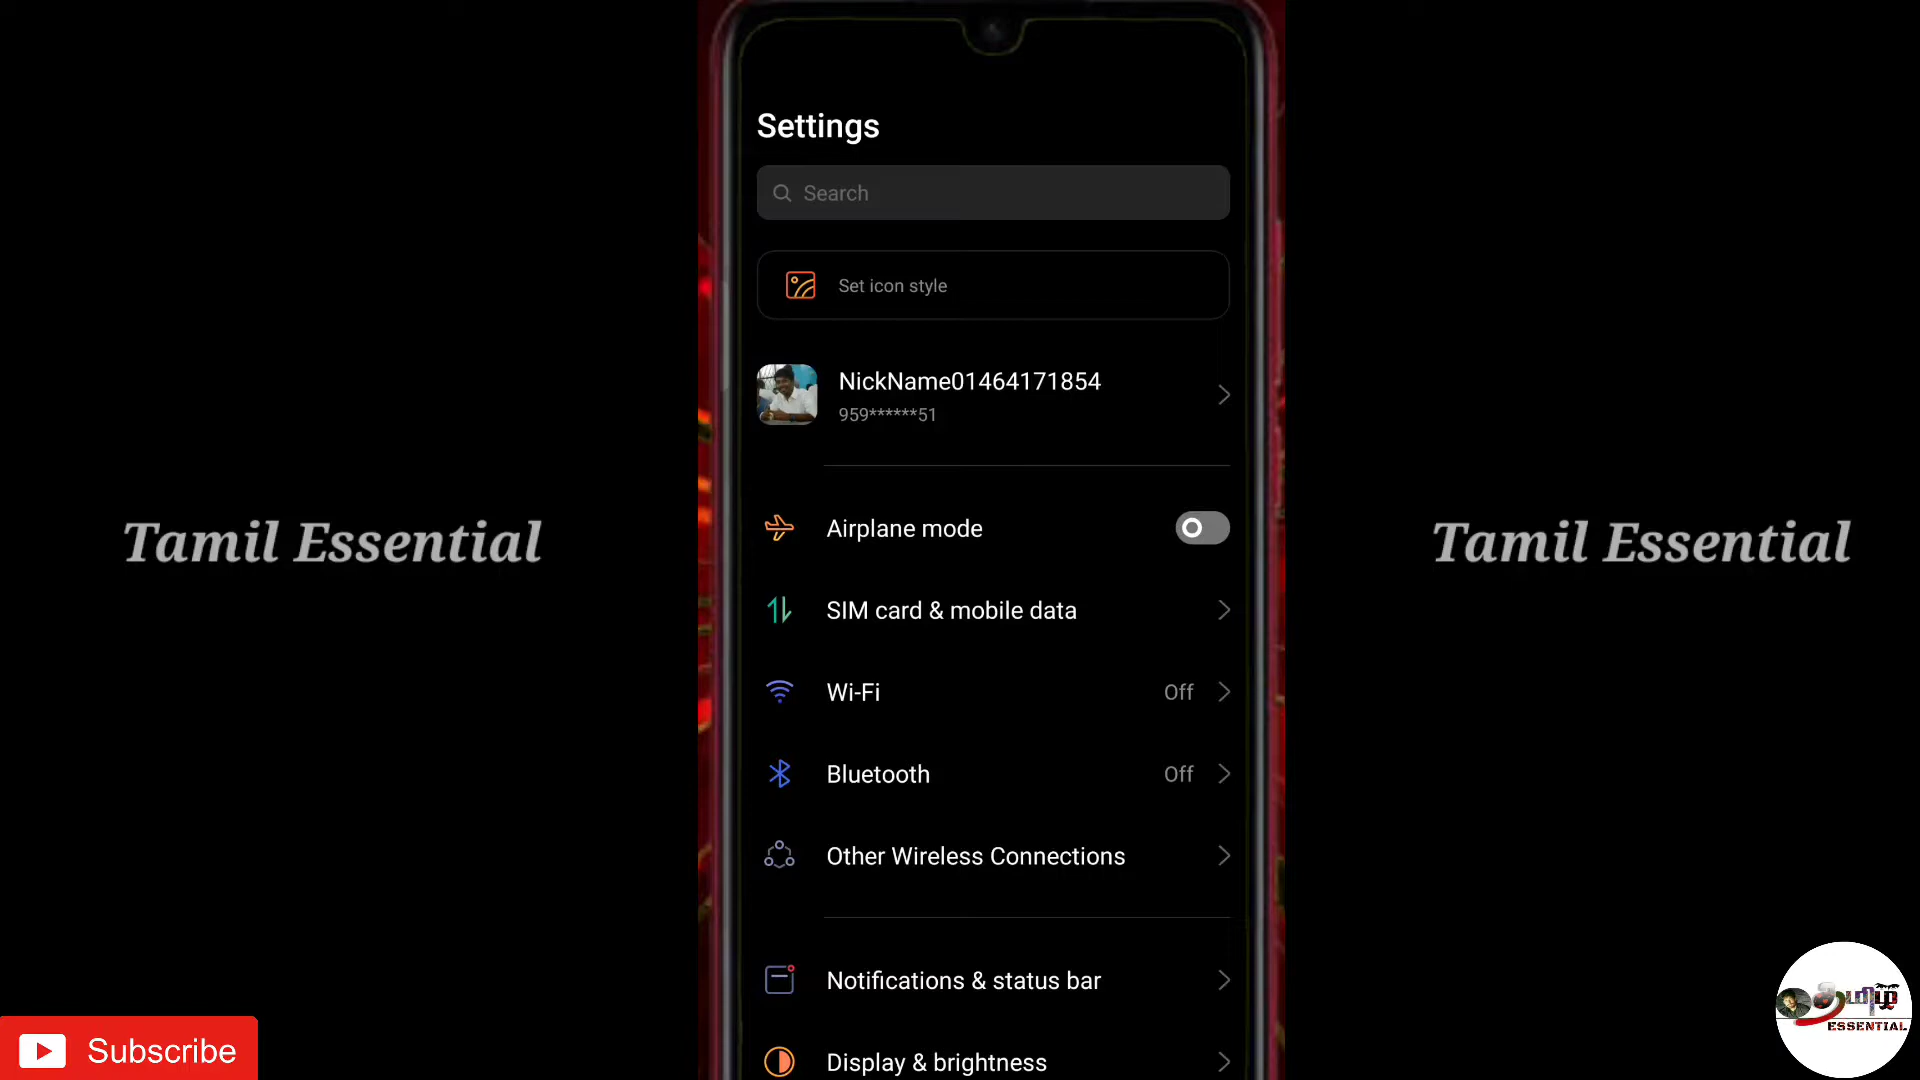 Settings
Search
Set icon style
NickName01464171854
959******51
Airplane mode
SIM card & mobile data
Wi-Fi Off
Bluetooth Off
Other Wireless Connections
Notifications & status bar
Display & brightness
Tamil Essential
Tamil Essential
Subscribe
தமிழ்
ESSENTIAL